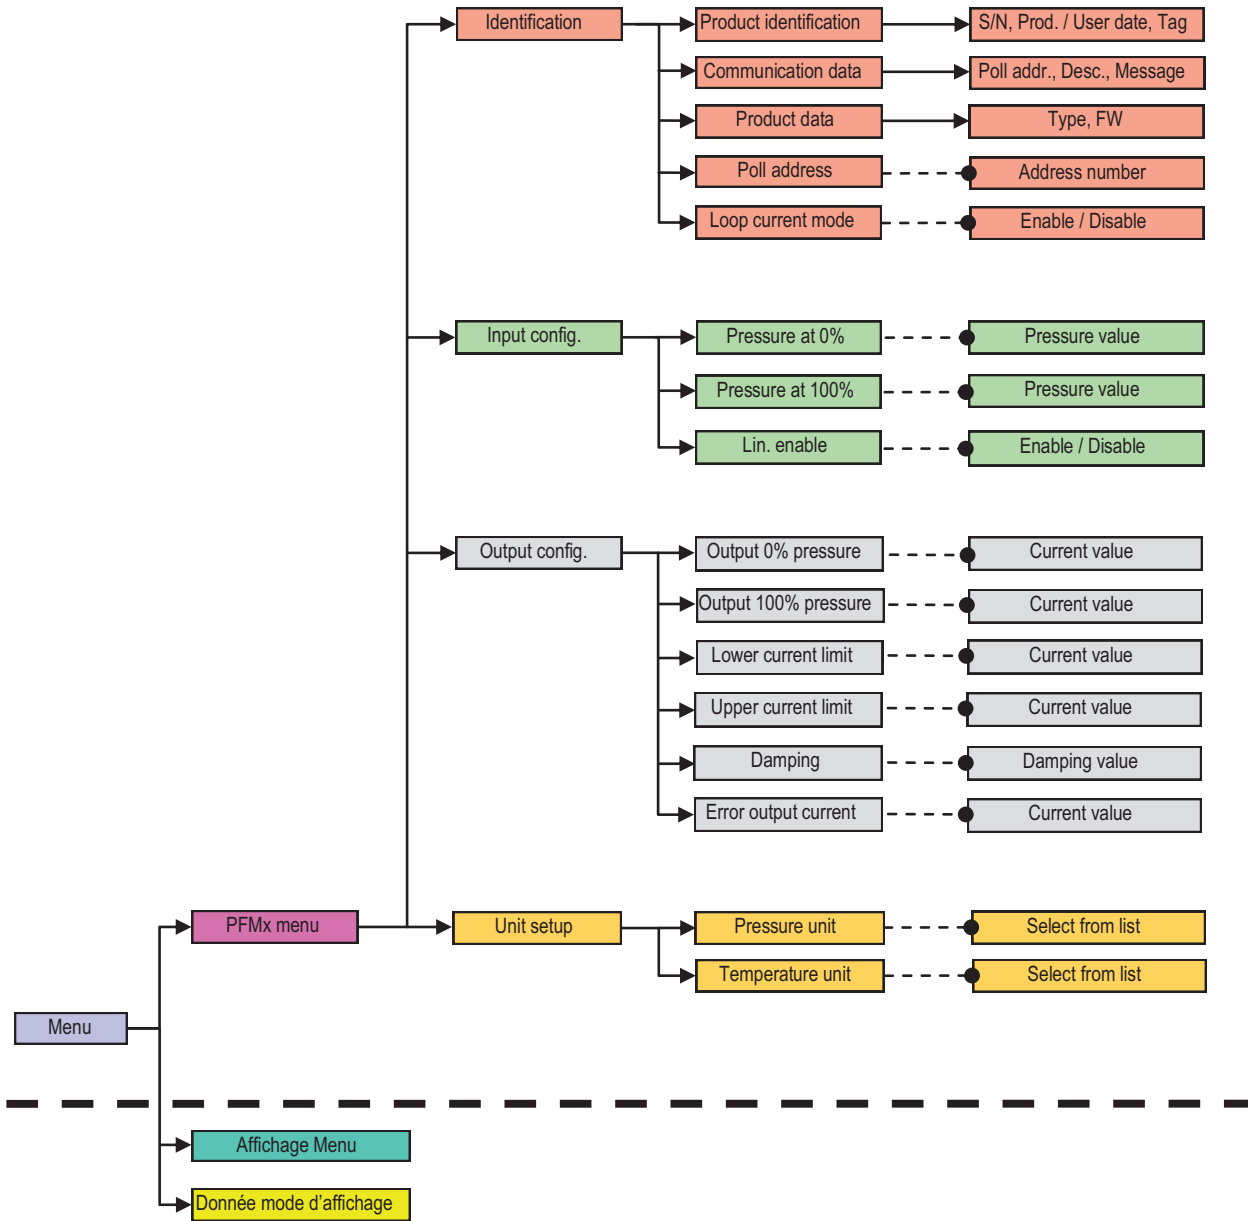 Identification
Product identification
S/N, Prod. / User date, Tag
Communication data
Poll addr., Desc., Message
Product data
Type, FW
Poll address
Address number
Loop current mode
Enable / Disable
Input config.
Pressure at 0%
Pressure value
Pressure at 100%
Pressure value
Lin. enable
Enable / Disable
Output config.
Output 0% pressure
Current value
Output 100% pressure
Current value
Lower current limit
Current value
Upper current limit
Current value
Damping
Damping value
Error output current
Current value
PFMx menu
Unit setup
Pressure unit
Select from list
Temperature unit
Select from list
Menu
Affichage Menu
Donnée mode d'affichage